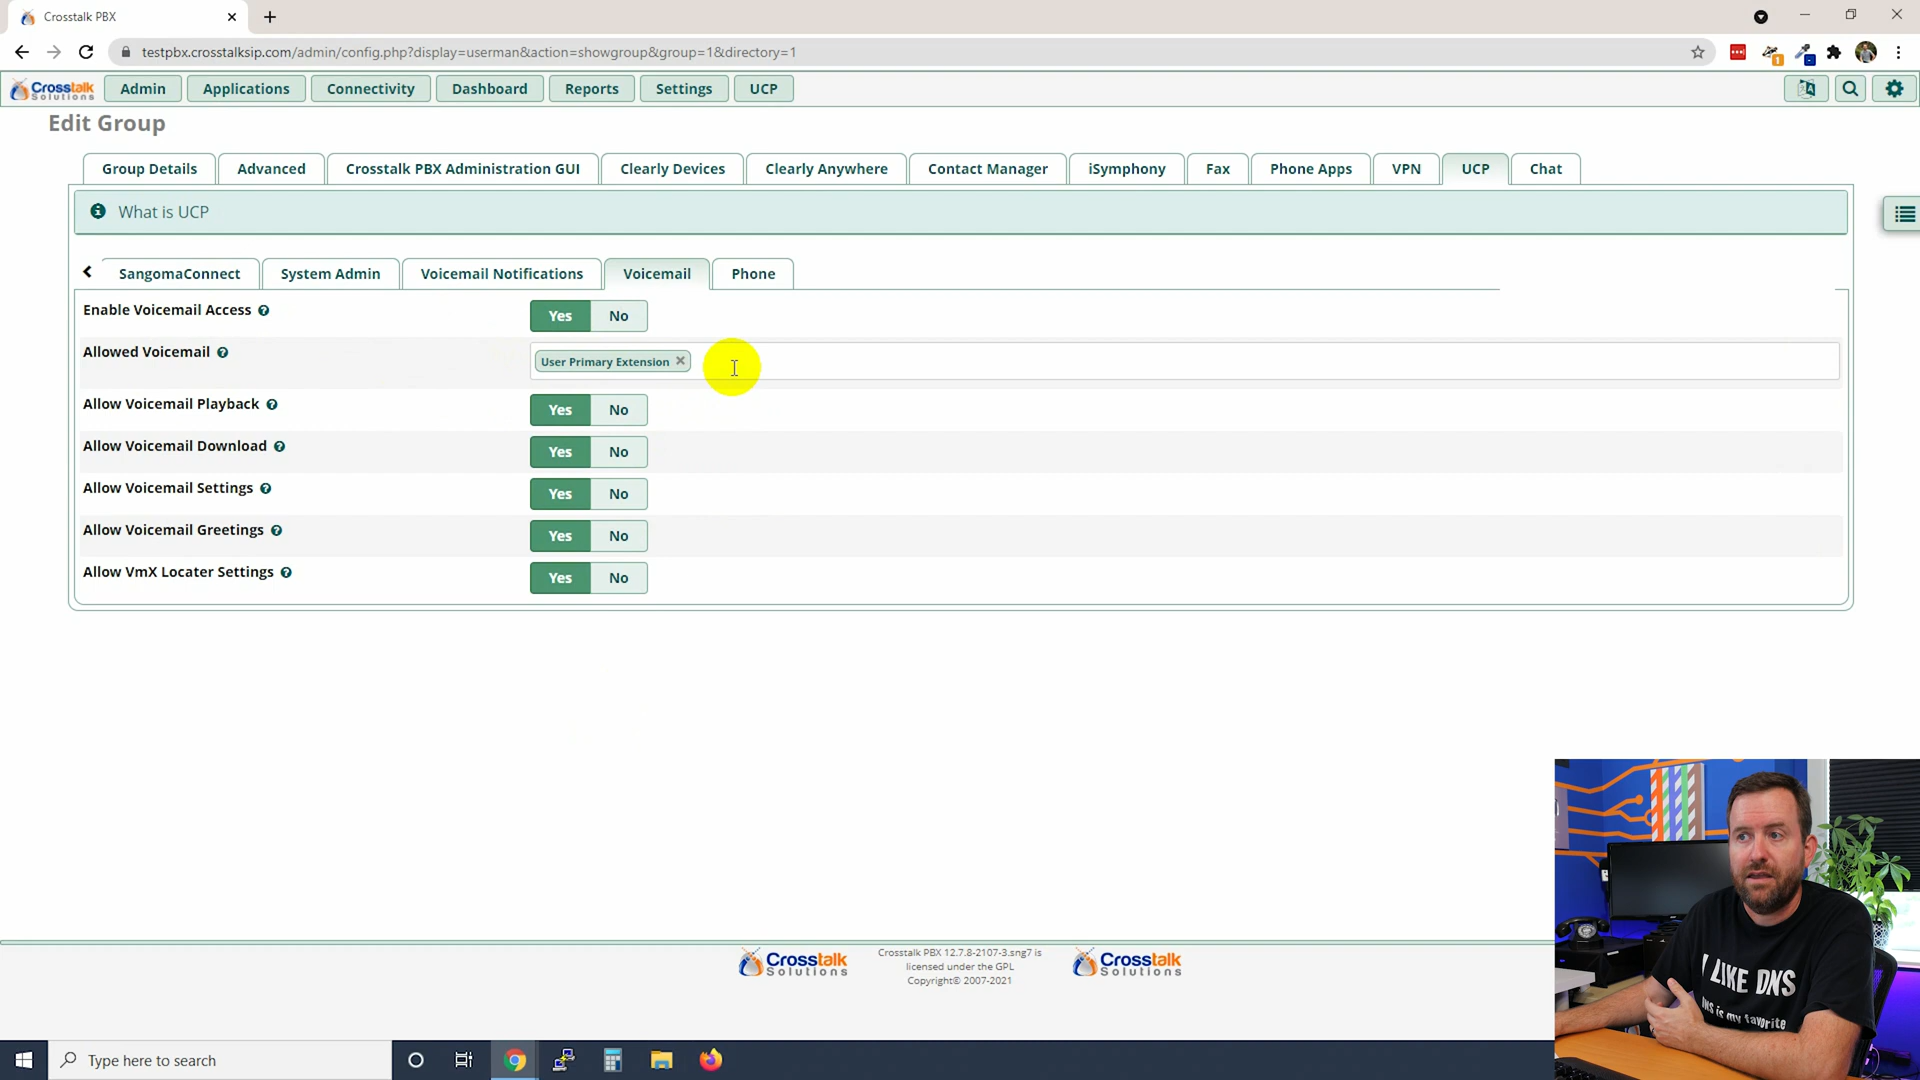 Crosstalk PBX
testpbx.crosstalksip.com/admin/config.php?display=userman&action=showgroup&group=1&directory=1
Crosstalk Solutions
Admin
Applications
Connectivity
Dashboard
Reports
Settings
UCP
Edit Group
Group Details
Advanced
Crosstalk PBX Administration GUI
Clearly Devices
Clearly Anywhere
Contact Manager
iSymphony
Fax
Phone Apps
VPN
UCP
Chat
What is UCP
SangomaConnect
System Admin
Voicemail Notifications
Voicemail
Phone
Enable Voicemail Access
Yes No
Allowed Voicemail
User Primary Extension
Allow Voicemail Playback
Yes No
Allow Voicemail Download
Yes No
Allow Voicemail Settings
Yes No
Allow Voicemail Greetings
Yes No
Allow VmX Locater Settings
Yes No
Crosstalk Solutions
Crosstalk PBX 12.7.8-2107-3.sng7 is
licensed under the GPL
Copyright© 2007-2021
Crosstalk Solutions
I LIKE DNS
DNS is my favorite
Type here to search